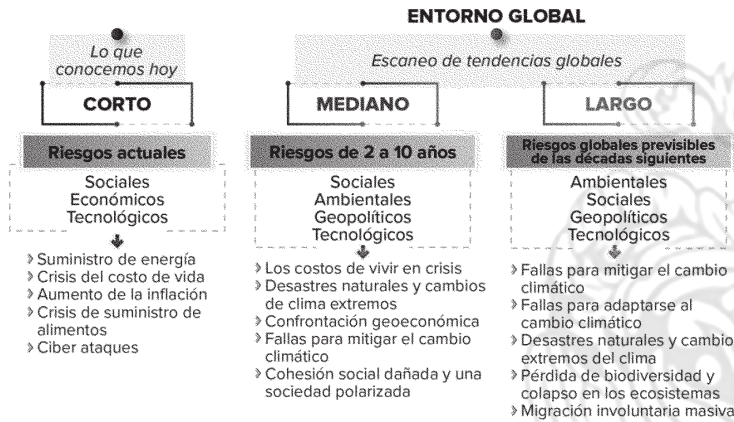 ENTORNO GLOBAL
Lo que
conocemos hoy
Escaneo de tendencias globales
CORTO
MEDIANO
LARGO
Riesgos actuales
Riesgos de 2 a 10 años
Riesgos globales previsibles
de las décadas siguientes
Sociales
Económicos
Tecnológicos
Sociales
Ambientales
Geopolíticos
Tecnológicos
Ambientales
Sociales
Geopolíticos
Tecnológicos
Suministro de energía
Crisis del costo de vida
Aumento de la inflación
Crisis de suministro de
alimentos
Ciber ataques
Los costos de vivir en crisis
Desastres naturales y cambios
de clima extremos
Confrontación geoeconómica
Fallas para mitigar el cambio
climático
Cohesión social dañada y una
sociedad polarizada
Fallas para mitigar el cambio
climático
Fallas para adaptarse al
cambio climático
Desastres naturales y cambio
extremos del clima
Pérdida de biodiversidad y
colapso en los ecosistemas
Migración involuntaria masiva